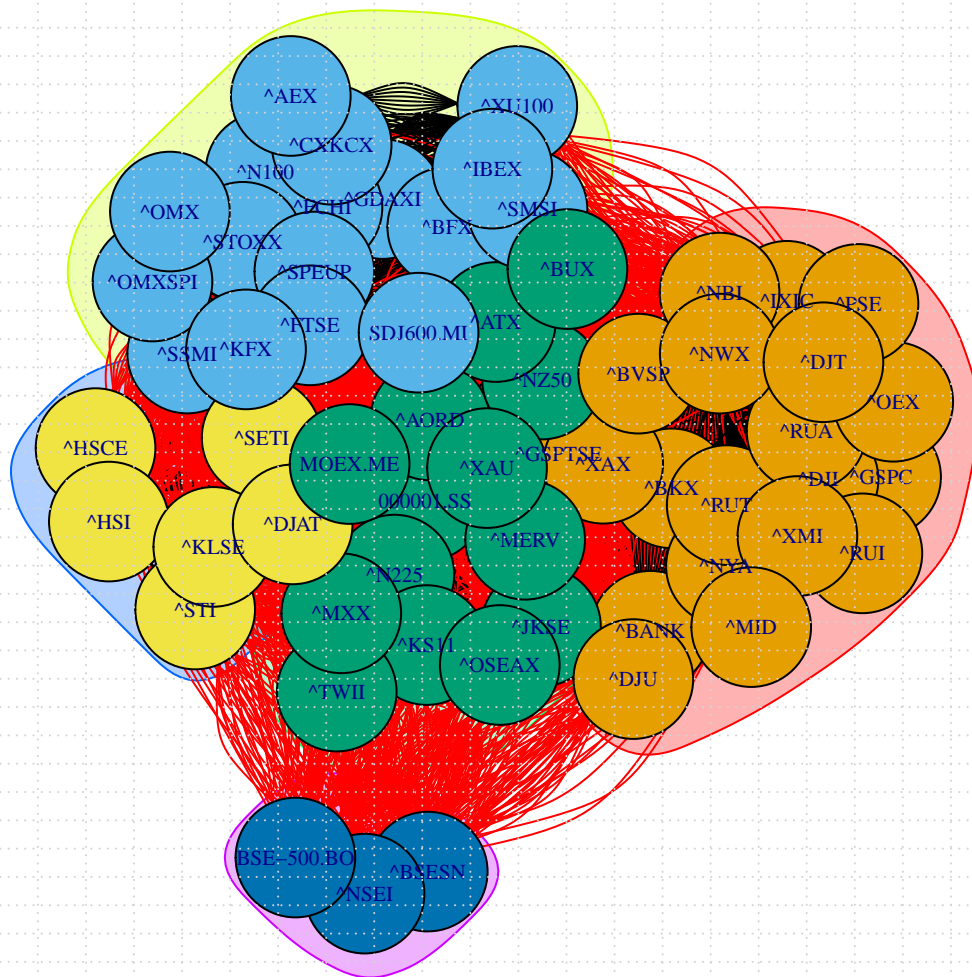 ^AEX
^XU100
^CXKCX
^N100
^IBEX
^GDAXI
^FCHI
^OMX
^SMSI
^BFX
^STOXX
^BUX
^SPEUP
^OMXSPI
^NBI
^IXIC
^PSE
^ATX
^FTSE
SDJ600.MI
^SSMI
^KFX
^NWX
^DJT
^BVSP
^NZ50
^OEX
^AORD
^RUA
^SETI
^HSCE
^GSPTSE
MOEX.ME
^XAU
^XAX
^DJI
^GSPC
^BKX
000001.SS
^RUT
^HSI
^DJAT
^XMI
^MERV
^KLSE
^RUI
^NYA
^N225
^STI
^MXX
^JKSE
^BANK
^MID
^KS11
^OSEAX
^DJU
^TWII
BSE-500.BO
^BSESN
^NSEI